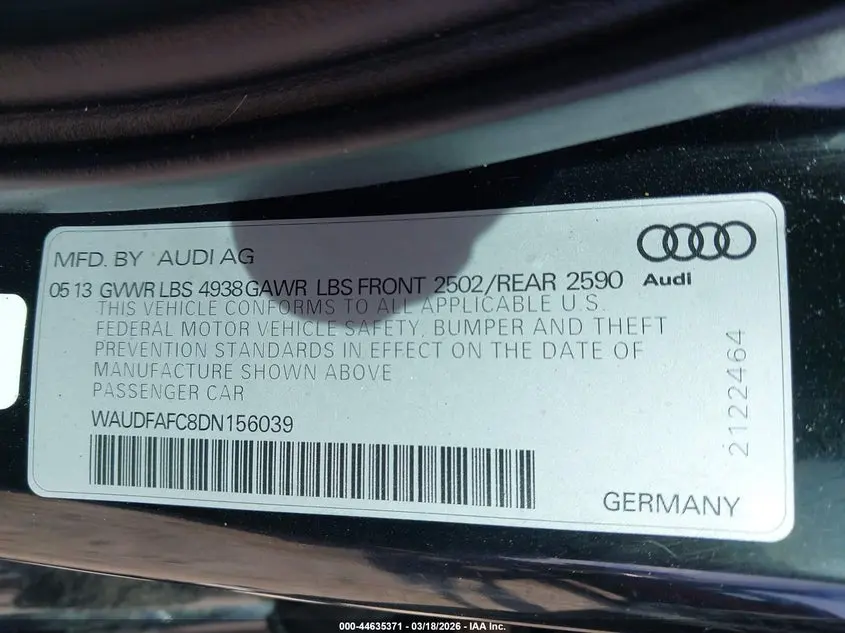 MFD. BY AUDI AG
Audi
0513 GVWR LBS 4938 GAWR LBS FRONT 2502/REAR 2590
THIS VEHICLE CONFORMS TO ALL APPLICABLE U.S.
FEDERAL MOTOR VEHICLE SAFETY, BUMPER AND THEFT
PREVENTION STANDARDS IN EFFECT ON THE DATE OF
MANUFACTURE SHOWN ABOVE
PASSENGER CAR
WAUDFAFC8DN156039
2122464
GERMANY
000-44635371 - 03/18/2026 - IAA Inc.